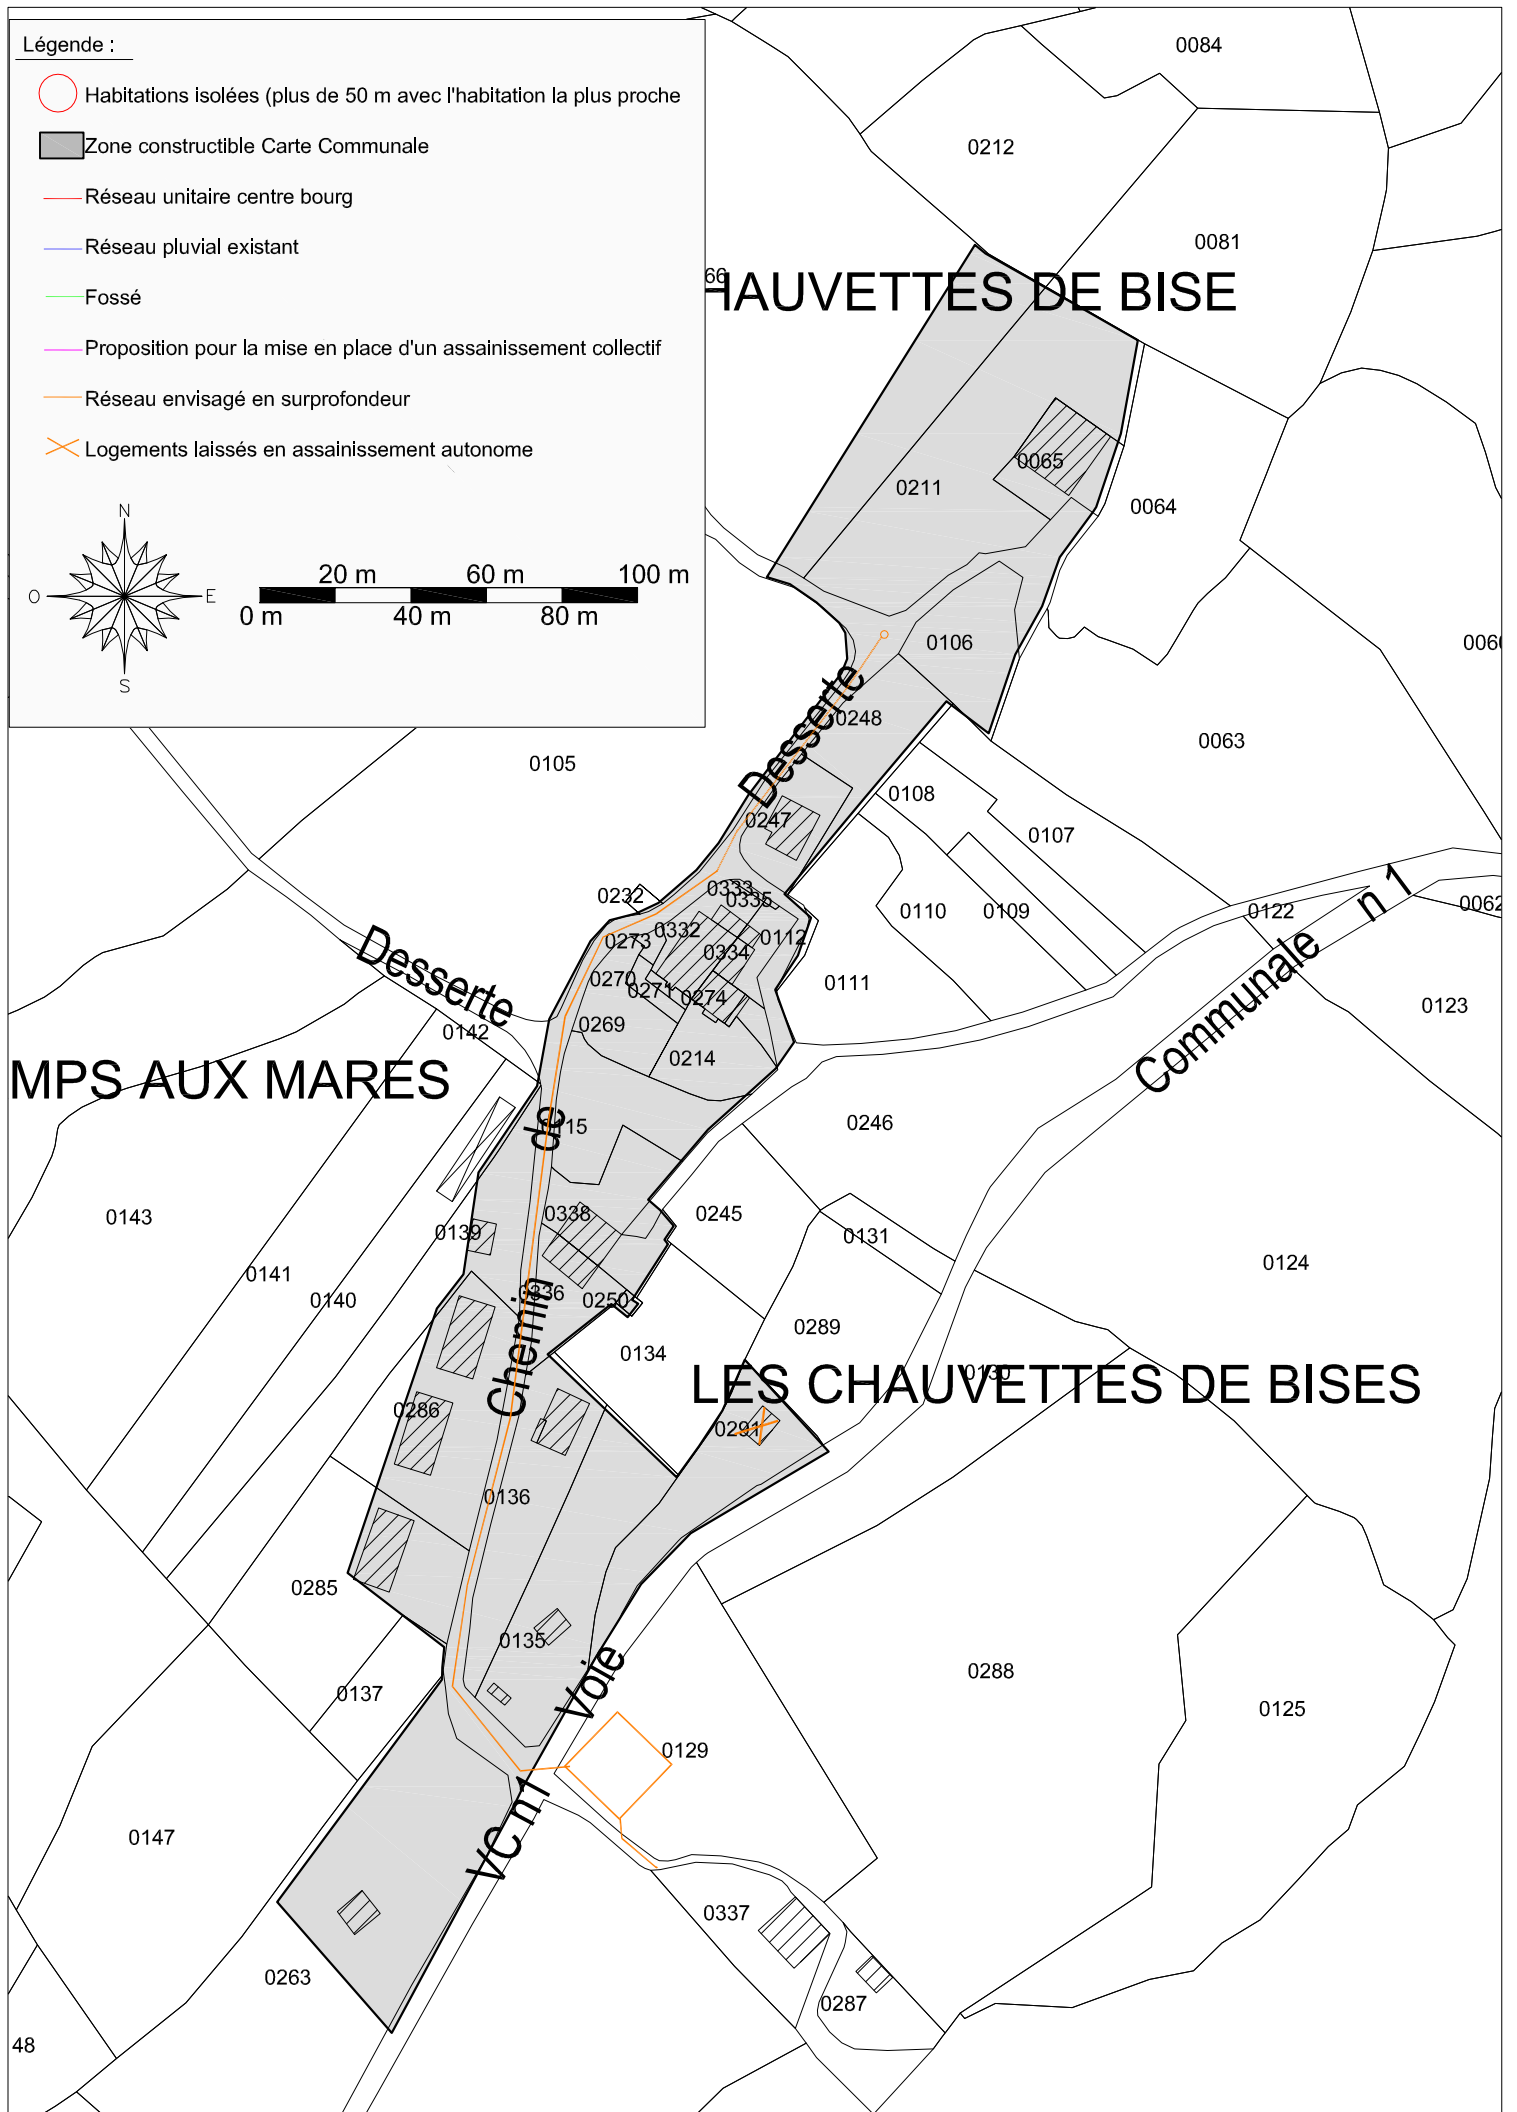 Légende :
Habitations isolées (plus de 50 m avec l'habitation la plus proche
Zone constructible Carte Communale
Réseau unitaire centre bourg
Réseau pluvial existant
Fossé
Proposition pour la mise en place d'un assainissement collectif
Réseau envisagé en surprofondeur
Logements laissés en assainissement autonome
N
O
E
S
20 m 60 m 100 m
0 m 40 m 80 m
0084
0212
0081
66
HAUVETTES DE BISE
0065
0211
0064
0106
006
0063
0248
Desserte
0105
0108
0247
0107
0333
0335
0232
0110
0109
0122
n 1
0062
0332
0273
0112
0334
Desserte
Communale
0270
0271
0274
0111
0123
0269
0142
0214
MPS AUX MARES
de
0115
0246
0143
0338
0245
0139
0131
0124
0141
0140
0336
0250
Chemin
0134
0289
LES CHAUVETTES DE BISES
0130
0286
0291
0136
0285
0135
0288
0137
Voie
0125
0129
VC n1
0147
0337
0263
0287
48